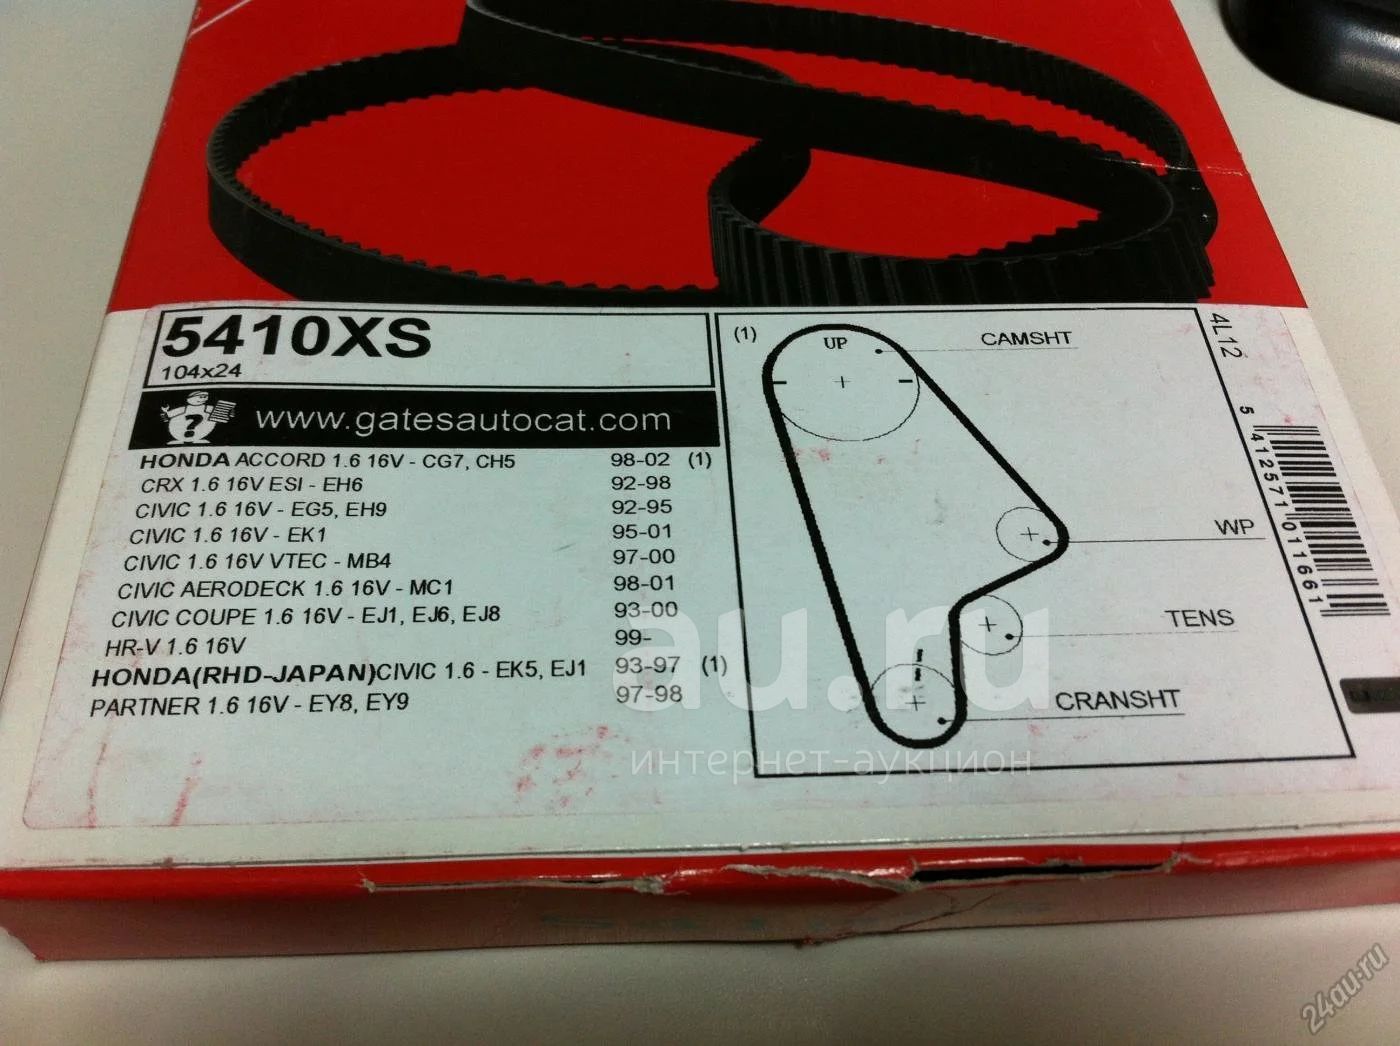 5410XS
104x24
www.gatesautocat.com
HONDA ACCORD 1.6 16V - CG7, CH5 98-02 (1)
CRX 1.6 16V ESI - EH6 92-98
CIVIC 1.6 16V - EG5, EH9 92-95
CIVIC 1.6 16V - EK1 95-01
CIVIC 1.6 16V VTEC - MB4 97-00
CIVIC AERODECK 1.6 16V - MC1 98-01
CIVIC COUPE 1.6 16V - EJ1, EJ6, EJ8 93-00
HR-V 1.6 16V 99-
HONDA(RHD-JAPAN)CIVIC 1.6 - EK5, EJ1 93-97 (1)
PARTNER 1.6 16V - EY8, EY9 97-98
(1)
UP
CAMSHT
WP
TENS
CRANSHT
4L12
5 412571 011661
au.ru
интернет-аукцион
24au.ru